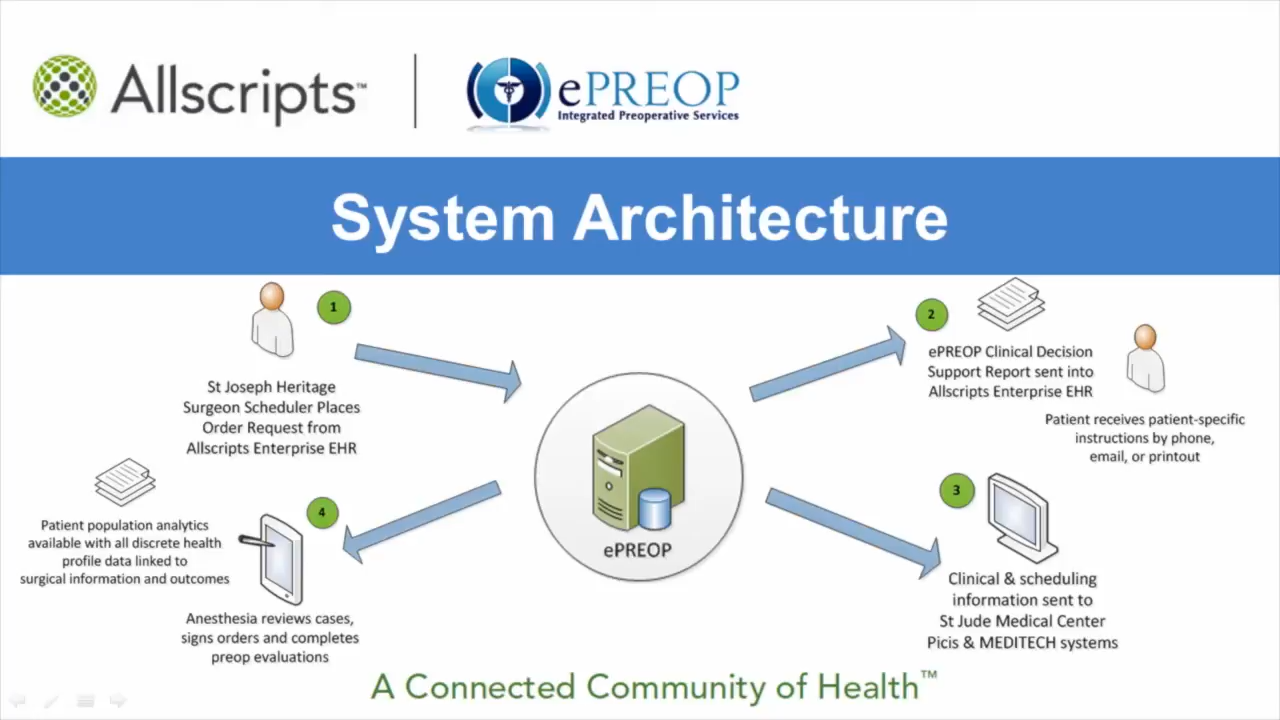 Allscripts™
ePREOP
Integrated Preoperative Services
System Architecture
1
St Joseph Heritage
Surgeon Scheduler Places
Order Request from
Allscripts Enterprise EHR
2
ePREOP Clinical Decision
Support Report sent into
Allscripts Enterprise EHR
Patient receives patient-specific
instructions by phone,
email, or printout
ePREOP
3
Clinical & scheduling
information sent to
St Jude Medical Center
Picis & MEDITECH systems
4
Patient population analytics
available with all discrete health
profile data linked to
surgical information and outcomes
Anesthesia reviews cases,
signs orders and completes
preop evaluations
A Connected Community of Health™